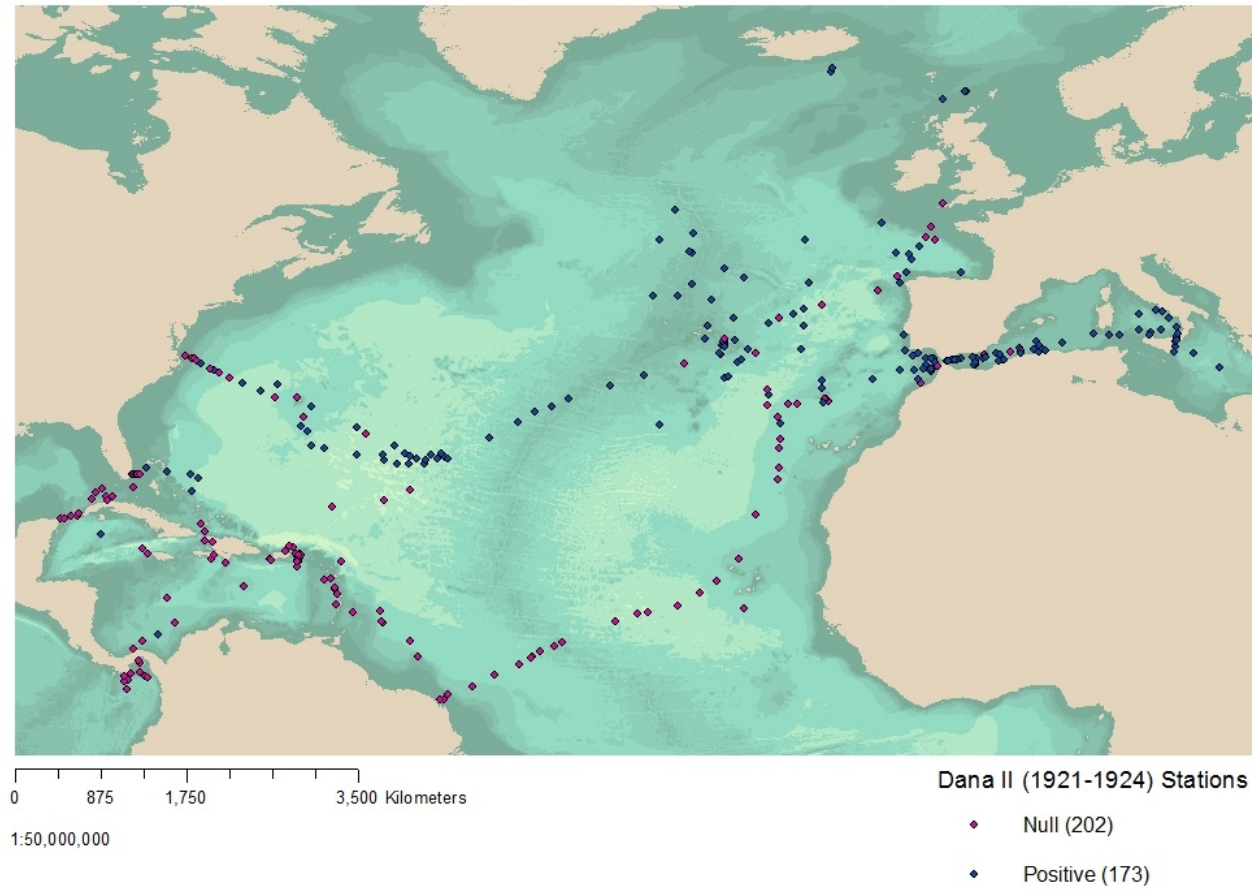 0 875 1,750 3,500 Kilometers
1:50,000,000
Dana II (1921-1924) Stations
Null (202)
Positive (173)